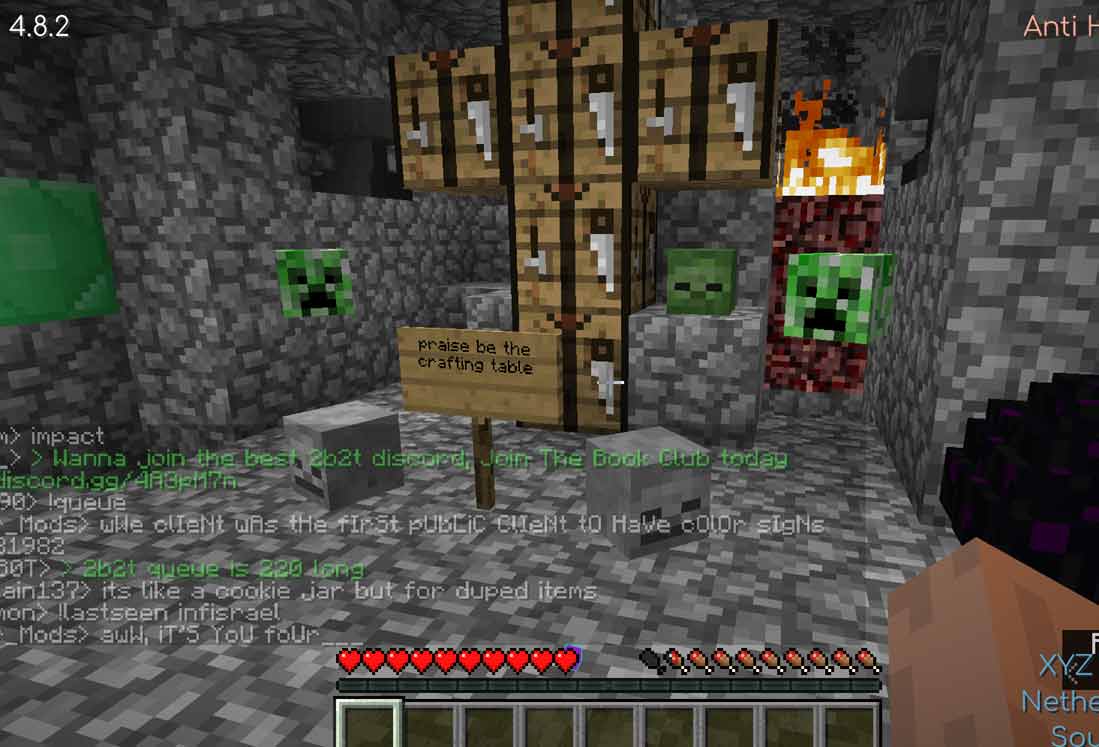 4.8.2
Anti H
praise be the
crafting table
> impact
> > Wanna join the best 2b2t discord, Join The Book Club today
discord.gg/4A3pM7n
90> !queue
_Mods> wWe clIeNt wAs tHe fIrSt pUbLiC ClIeNt tO HaVe cOlOr sIgNs
31982
60T> > 2b2t queue is 220 long
ain137> its like a cookie jar but for duped items
mon> !lastseen infisrael
_Mods> awW, iT'S YoU foUr___
XYZ
Nethe
Sou